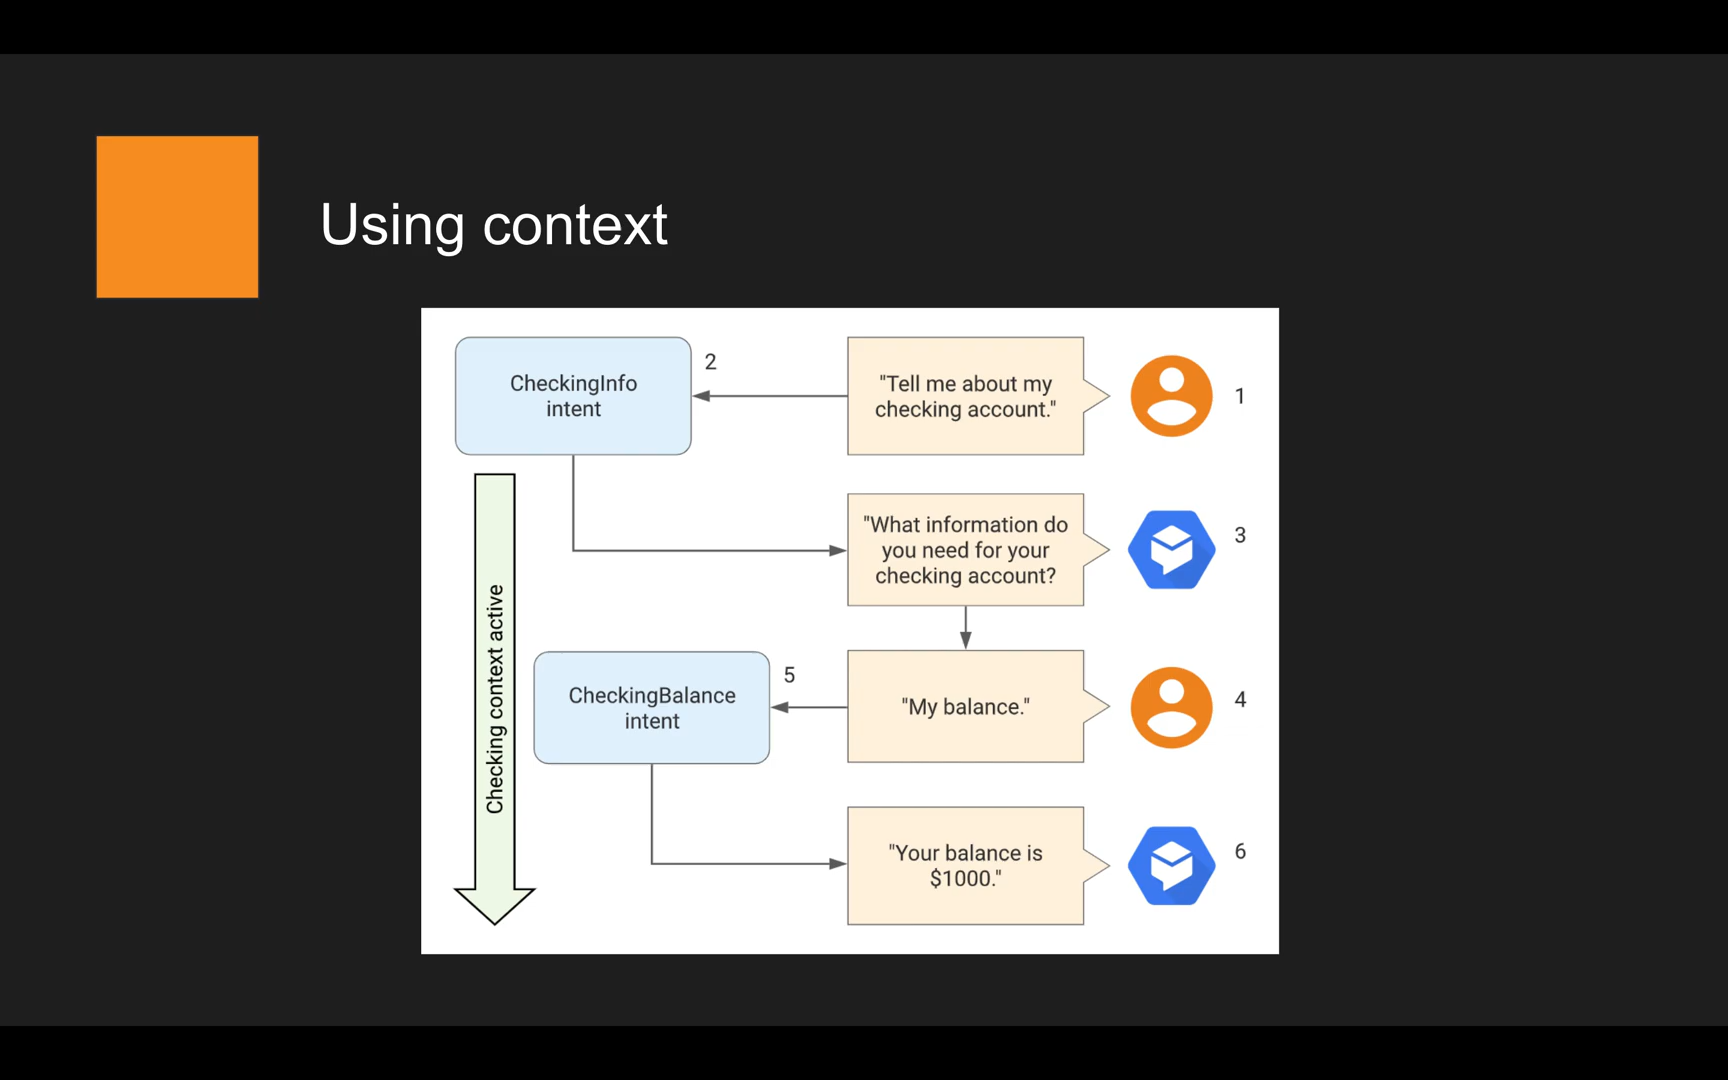 Using context
CheckingInfo
intent
2
"Tell me about my
checking account."
1
"What information do
you need for your
checking account?
3
Checking context active
CheckingBalance
intent
5
"My balance."
4
"Your balance is
$1000."
6